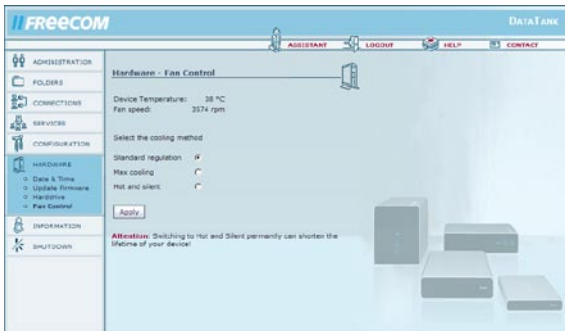 FREECOM
DATATANK
ASSISTANT
LOGOUT
HELP
CONTACT
ADMINISTRATION
FOLDERS
CONNECTIONS
SERVICES
CONFIGURATION
HARDWARE
Date & Time
Update Firmware
Harddrive
Fan Control
INFORMATION
SHUTDOWN
Hardware - Fan Control
Device Temperature: 38 °C
Fan speed: 3574 rpm
Select the cooling method
Standard regulation
Max cooling
Hot and silent
Apply
Attention: Switching to Hot and Silent permantly can shorten the
lifetime of your device!